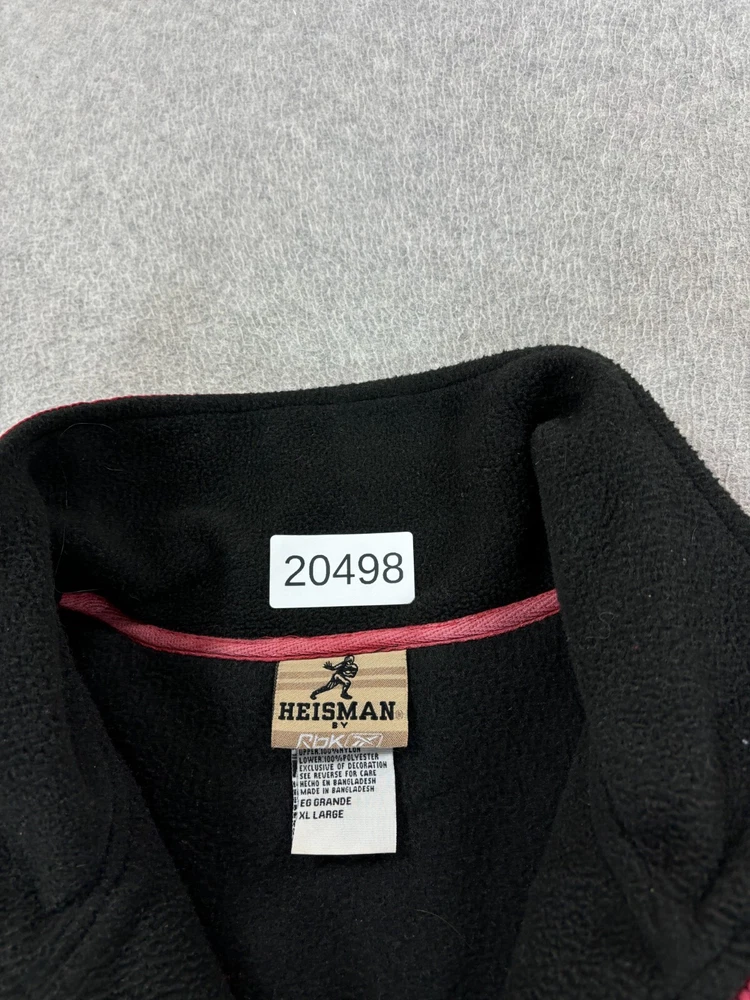 20498
HEISMAN®
BY
Rbk
UPPER:100%NYLON
LOWER:100%POLYESTER
EXCLUSIVE OF DECORATION
SEE REVERSE FOR CARE
HECHO EN BANGLADESH
MADE IN BANGLADESH
EG GRANDE
XL LARGE